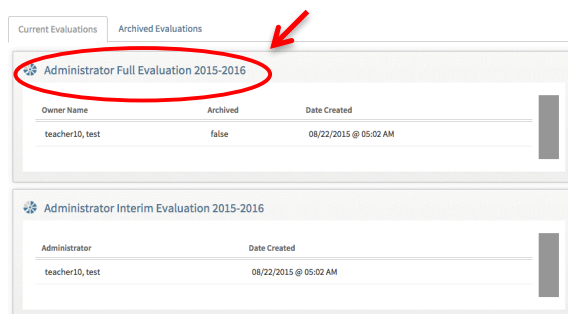 Current Evaluations Archived Evaluations
Administrator Full Evaluation 2015-2016
Owner Name Archived Date Created
teacher10, test false 08/22/2015 @ 05:02 AM
Administrator Interim Evaluation 2015-2016
Administrator Date Created
teacher10, test 08/22/2015 @ 05:02 AM